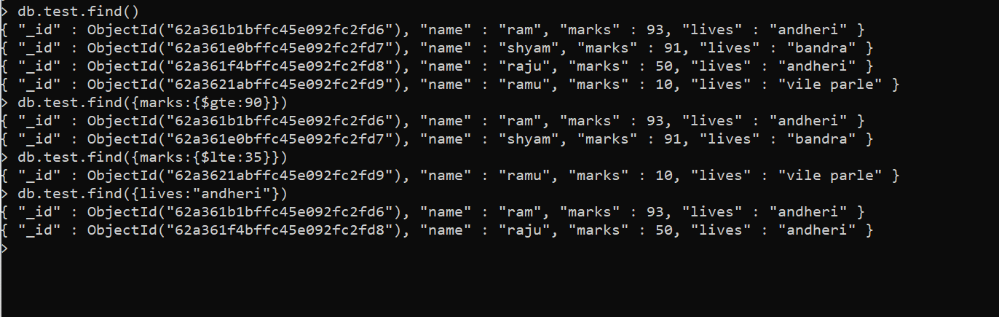 > db.test.find()
{ "_id" : ObjectId("62a361b1bffc45e092fc2fd6"), "name" : "ram", "marks" : 93, "lives" : "andheri" }
{ "_id" : ObjectId("62a361e0bffc45e092fc2fd7"), "name" : "shyam", "marks" : 91, "lives" : "bandra" }
{ "_id" : ObjectId("62a361f4bffc45e092fc2fd8"), "name" : "raju", "marks" : 50, "lives" : "andheri" }
{ "_id" : ObjectId("62a3621abffc45e092fc2fd9"), "name" : "ramu", "marks" : 10, "lives" : "vile parle" }
> db.test.find({marks:{$gte:90}})
{ "_id" : ObjectId("62a361b1bffc45e092fc2fd6"), "name" : "ram", "marks" : 93, "lives" : "andheri" }
{ "_id" : ObjectId("62a361e0bffc45e092fc2fd7"), "name" : "shyam", "marks" : 91, "lives" : "bandra" }
> db.test.find({marks:{$lte:35}})
{ "_id" : ObjectId("62a3621abffc45e092fc2fd9"), "name" : "ramu", "marks" : 10, "lives" : "vile parle" }
> db.test.find({lives:"andheri"})
{ "_id" : ObjectId("62a361b1bffc45e092fc2fd6"), "name" : "ram", "marks" : 93, "lives" : "andheri" }
{ "_id" : ObjectId("62a361f4bffc45e092fc2fd8"), "name" : "raju", "marks" : 50, "lives" : "andheri" }
>